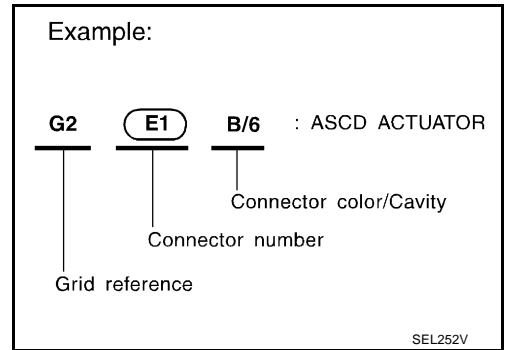 Example:
G2 E1 B/6 : ASCD ACTUATOR
Connector color/Cavity
Connector number
Grid reference
SEL252V